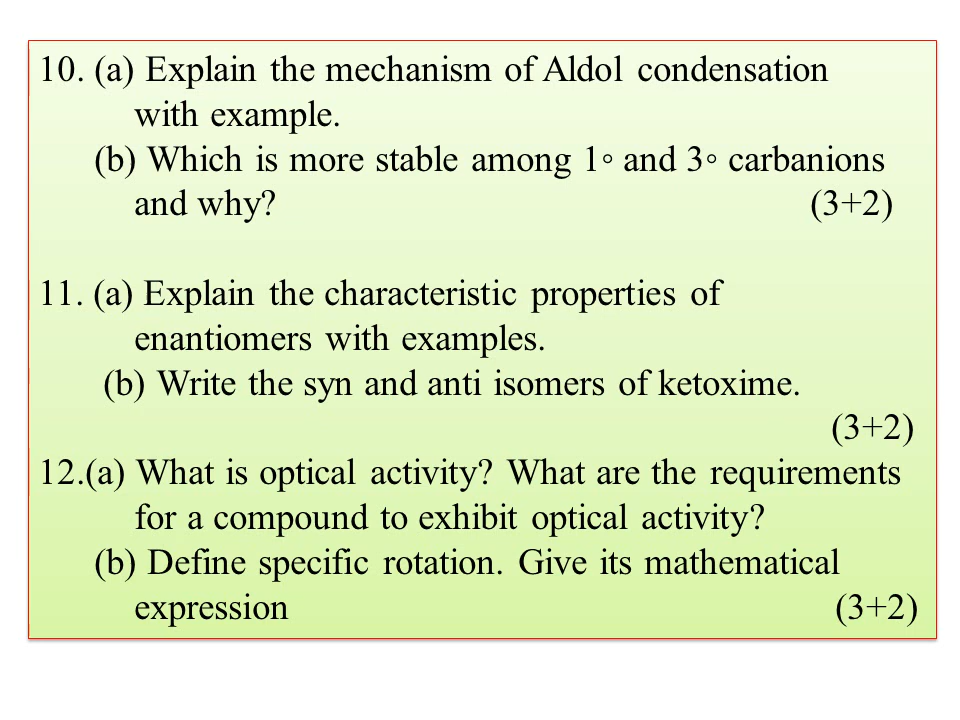 10. (a) Explain the mechanism of Aldol condensation
with example.
(b) Which is more stable among 1◦ and 3◦ carbanions
and why? (3+2)
11. (a) Explain the characteristic properties of
enantiomers with examples.
(b) Write the syn and anti isomers of ketoxime.
(3+2)
12.(a) What is optical activity? What are the requirements
for a compound to exhibit optical activity?
(b) Define specific rotation. Give its mathematical
expression (3+2)